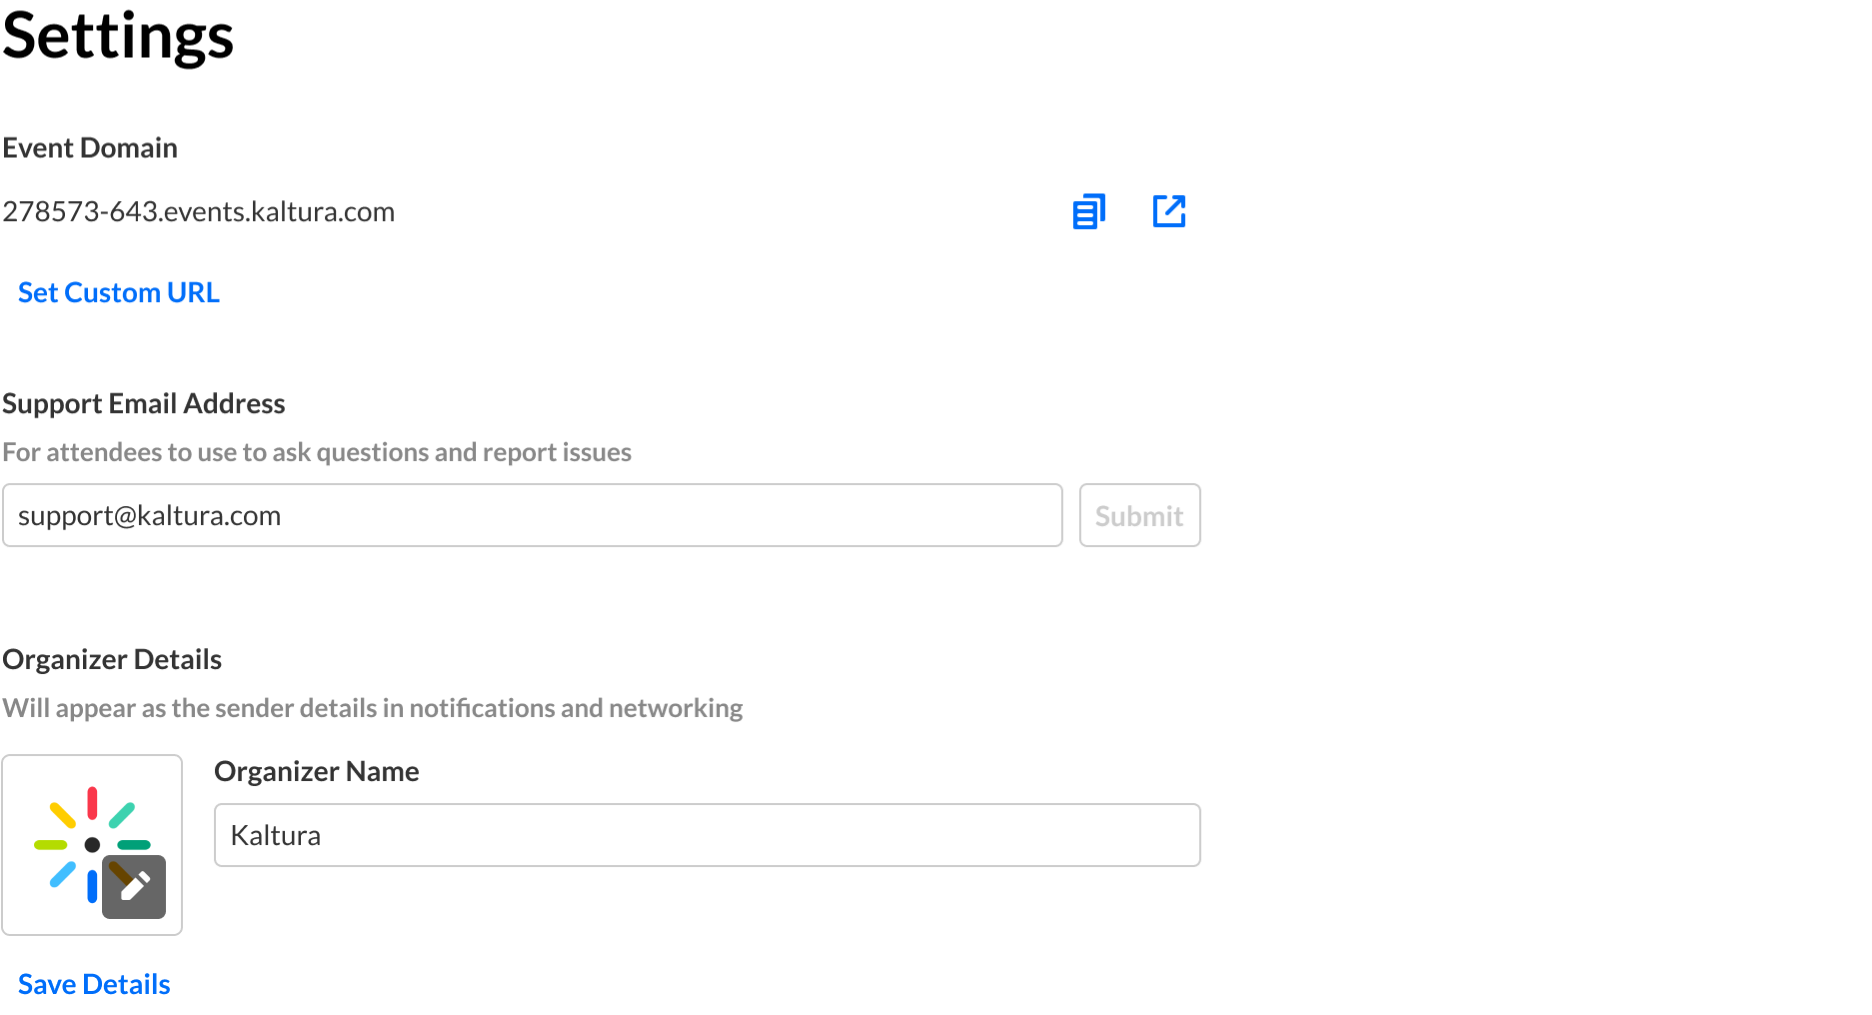 Settings
Event Domain
278573-643.events.kaltura.com
Set Custom URL
Support Email Address
For attendees to use to ask questions and report issues
support@kaltura.com
Submit
Organizer Details
Will appear as the sender details in notifications and networking
Organizer Name
Kaltura
Save Details